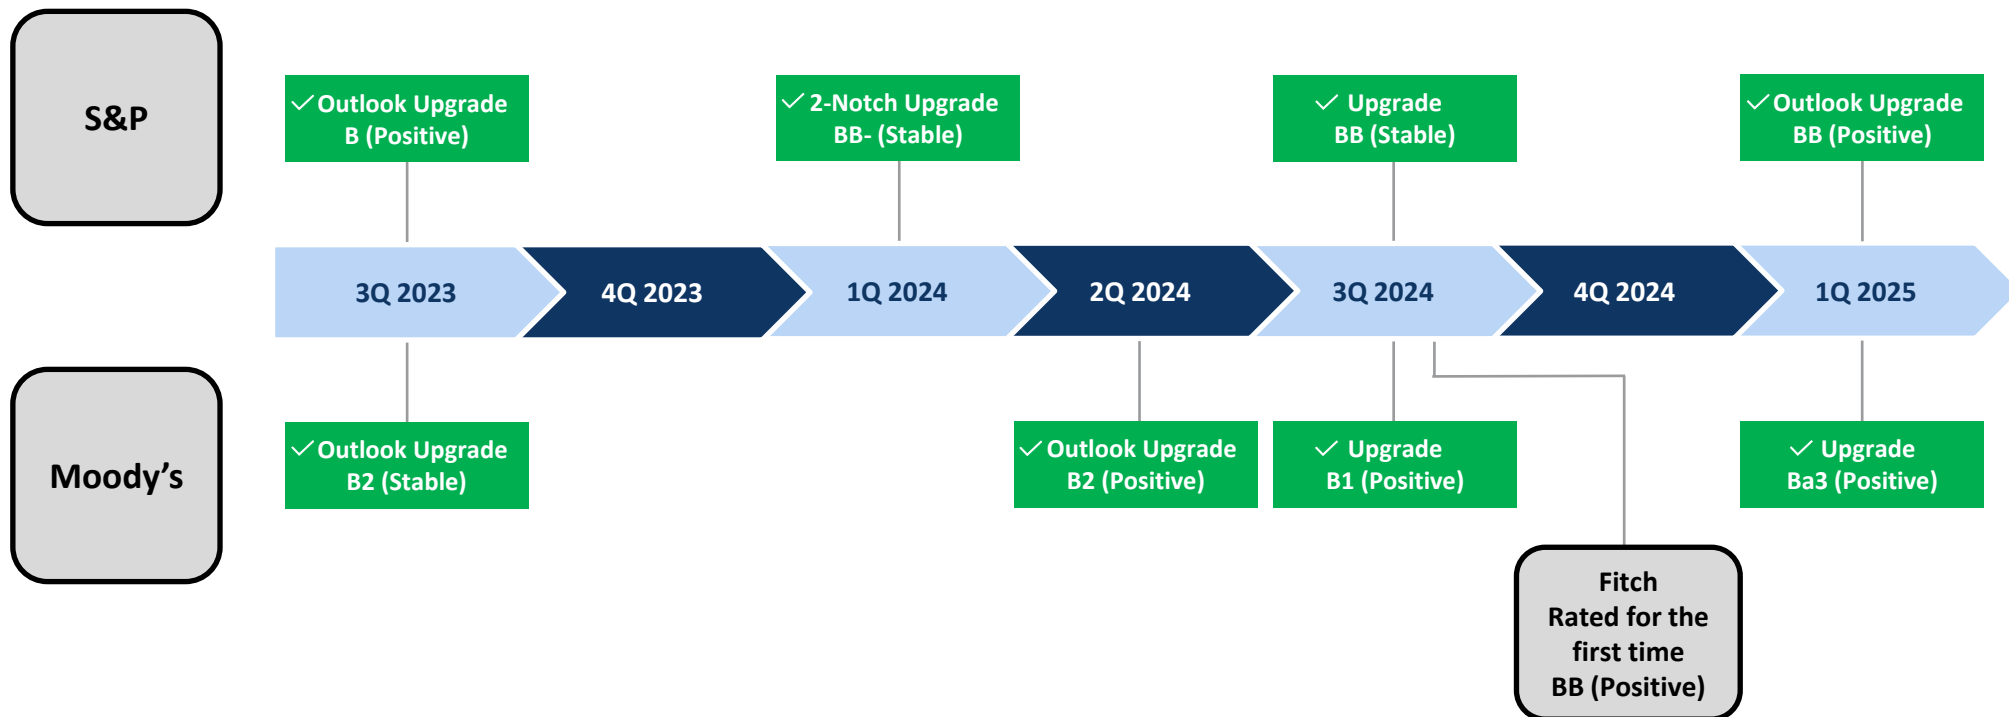 S&P
✓ Outlook Upgrade
B (Positive)
✓ 2-Notch Upgrade
BB- (Stable)
✓ Upgrade
BB (Stable)
✓ Outlook Upgrade
BB (Positive)
3Q 2023
4Q 2023
1Q 2024
2Q 2024
3Q 2024
4Q 2024
1Q 2025
Moody’s
✓ Outlook Upgrade
B2 (Stable)
✓ Outlook Upgrade
B2 (Positive)
✓ Upgrade
B1 (Positive)
✓ Upgrade
Ba3 (Positive)
Fitch
Rated for the
first time
BB (Positive)